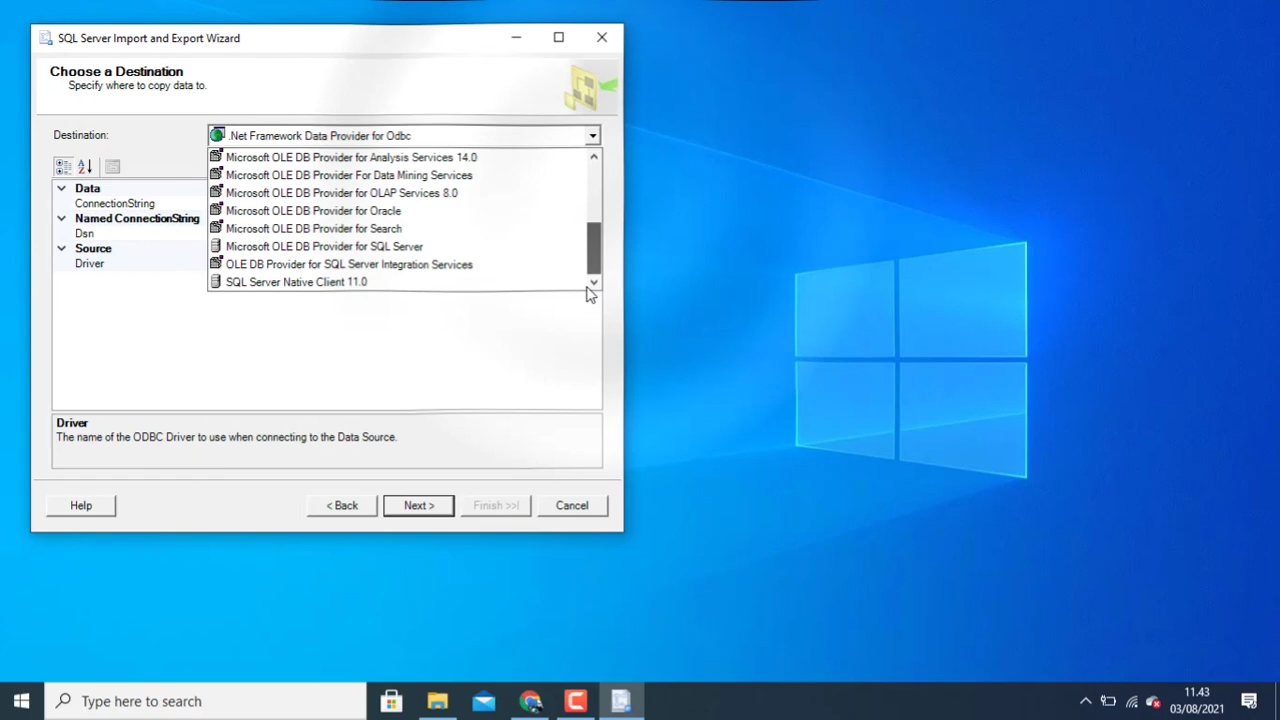 SQL Server Import and Export Wizard
Choose a Destination
Specify where to copy data to.
Destination:
.Net Framework Data Provider for Odbc
Microsoft OLE DB Provider for Analysis Services 14.0
Microsoft OLE DB Provider For Data Mining Services
Microsoft OLE DB Provider for OLAP Services 8.0
Microsoft OLE DB Provider for Oracle
Microsoft OLE DB Provider for Search
Microsoft OLE DB Provider for SQL Server
OLE DB Provider for SQL Server Integration Services
SQL Server Native Client 11.0
Data
ConnectionString
Named ConnectionString
Dsn
Source
Driver
Driver
The name of the ODBC Driver to use when connecting to the Data Source.
Help
< Back
Next >
Finish >>|
Cancel
Type here to search
11.43
03/08/2021